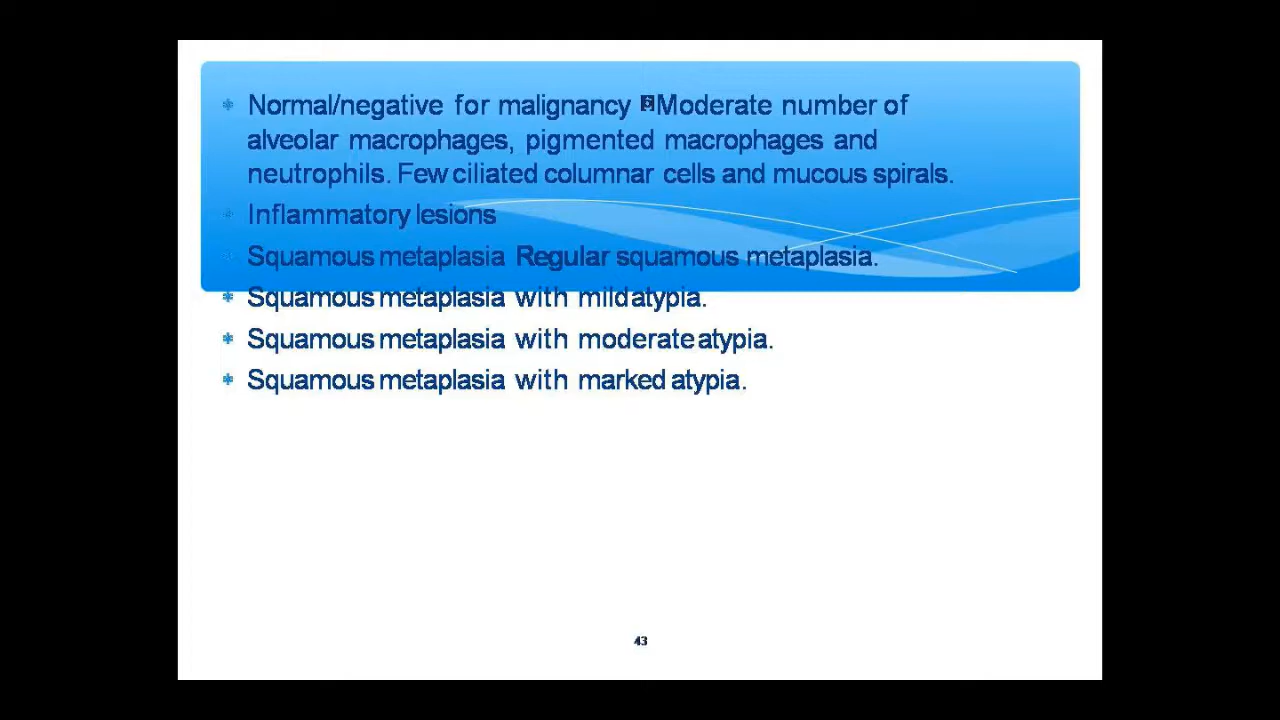 * Normal/negative for malignancy Moderate number of
alveolar macrophages, pigmented macrophages and
neutrophils. Few ciliated columnar cells and mucous spirals.
* Inflammatory lesions
* Squamous metaplasia Regular squamous metaplasia.
* Squamous metaplasia with mild atypia.
* Squamous metaplasia with moderate atypia.
* Squamous metaplasia with marked atypia.
43